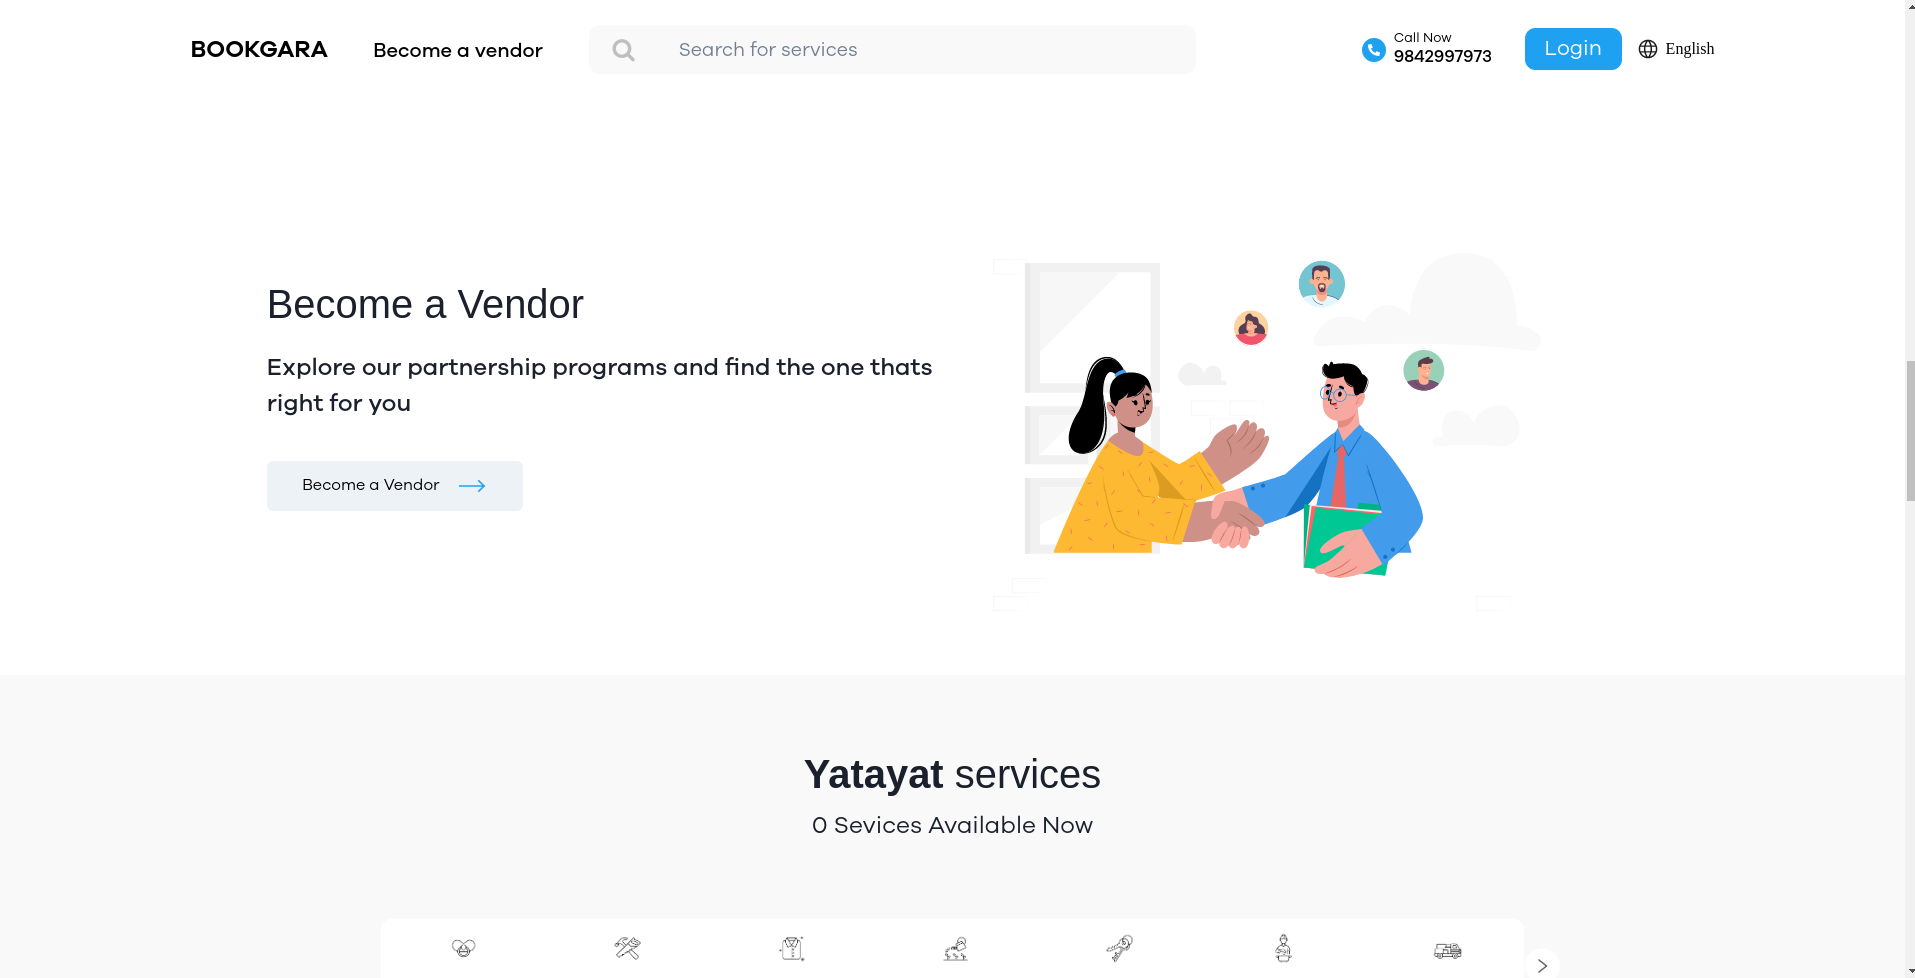 BOOKGARA
Become a vendor
Search for services
Call Now
9842997973
Login
English
Become a Vendor
Explore our partnership programs and find the one thats
right for you
Become a Vendor
Yatayat services
0 Sevices Available Now